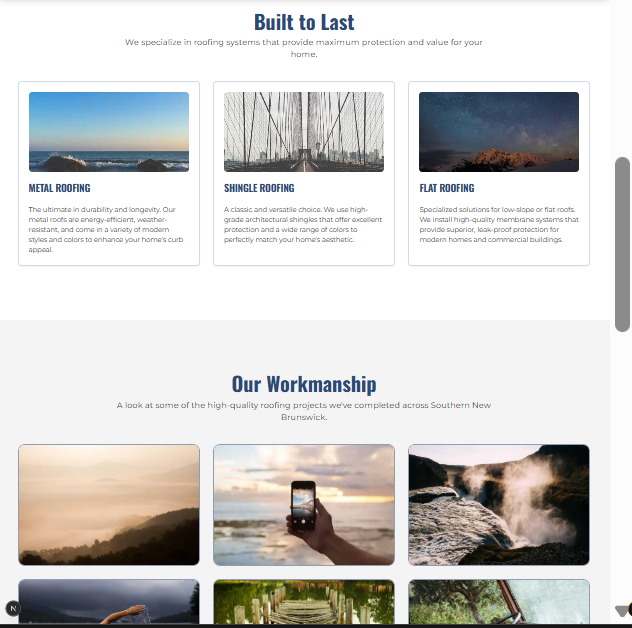 Built to Last
We specialize in roofing systems that provide maximum protection and value for your
home.
METAL ROOFING
The ultimate in durability and longevity. Our
metal roofs are energy-efficient, weather-
resistant, and come in a variety of modern
styles and colors to enhance your home's curb
appeal.
SHINGLE ROOFING
A classic and versatile choice. We use high-
grade architectural shingles that offer excellent
protection and a wide range of colors to
perfectly match your home's aesthetic.
FLAT ROOFING
Specialized solutions for low-slope or flat roofs.
We install high-quality membrane systems that
provide superior, leak-proof protection for
modern homes and commercial buildings.
Our Workmanship
A look at some of the high-quality roofing projects we've completed across Southern New
Brunswick.
N